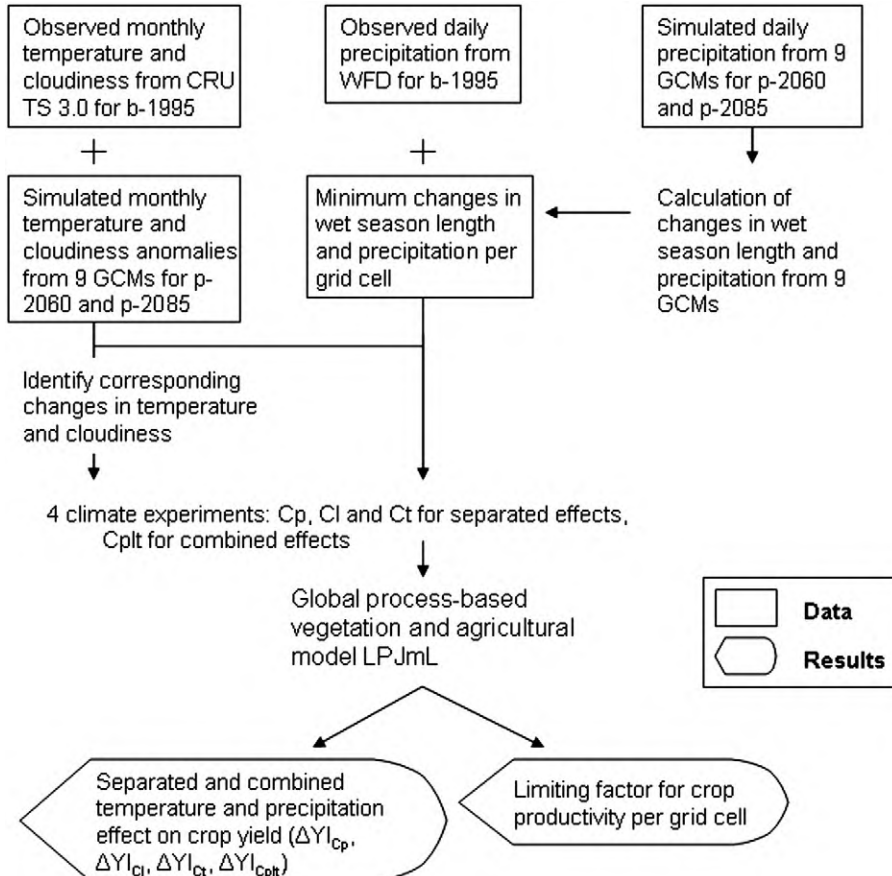 Observed monthly
temperature and
cloudiness from CRU
TS 3.0 for b-1995
Observed daily
precipitation from
WFD for b-1995
Simulated daily
precipitation from 9
GCMs for p-2060
and p-2085
+
+
Simulated monthly
temperature and
cloudiness anomalies
from 9 GCMs for p-
2060 and p-2085
Minimum changes in
wet season length
and precipitation per
grid cell
Calculation of
changes in wet
season length and
precipitation from 9
GCMs
Identify corresponding
changes in temperature
and cloudiness
4 climate experiments: Cp, Cl and Ct for separated effects,
Cplt for combined effects
Global process-based
vegetation and agricultural
model LPJmL
Data
Results
Separated and combined
temperature and precipitation
effect on crop yield (ΔYl_Cp,
ΔYl_Cl, ΔYl_Ct, ΔYl_Cplt)
Limiting factor for crop
productivity per grid cell